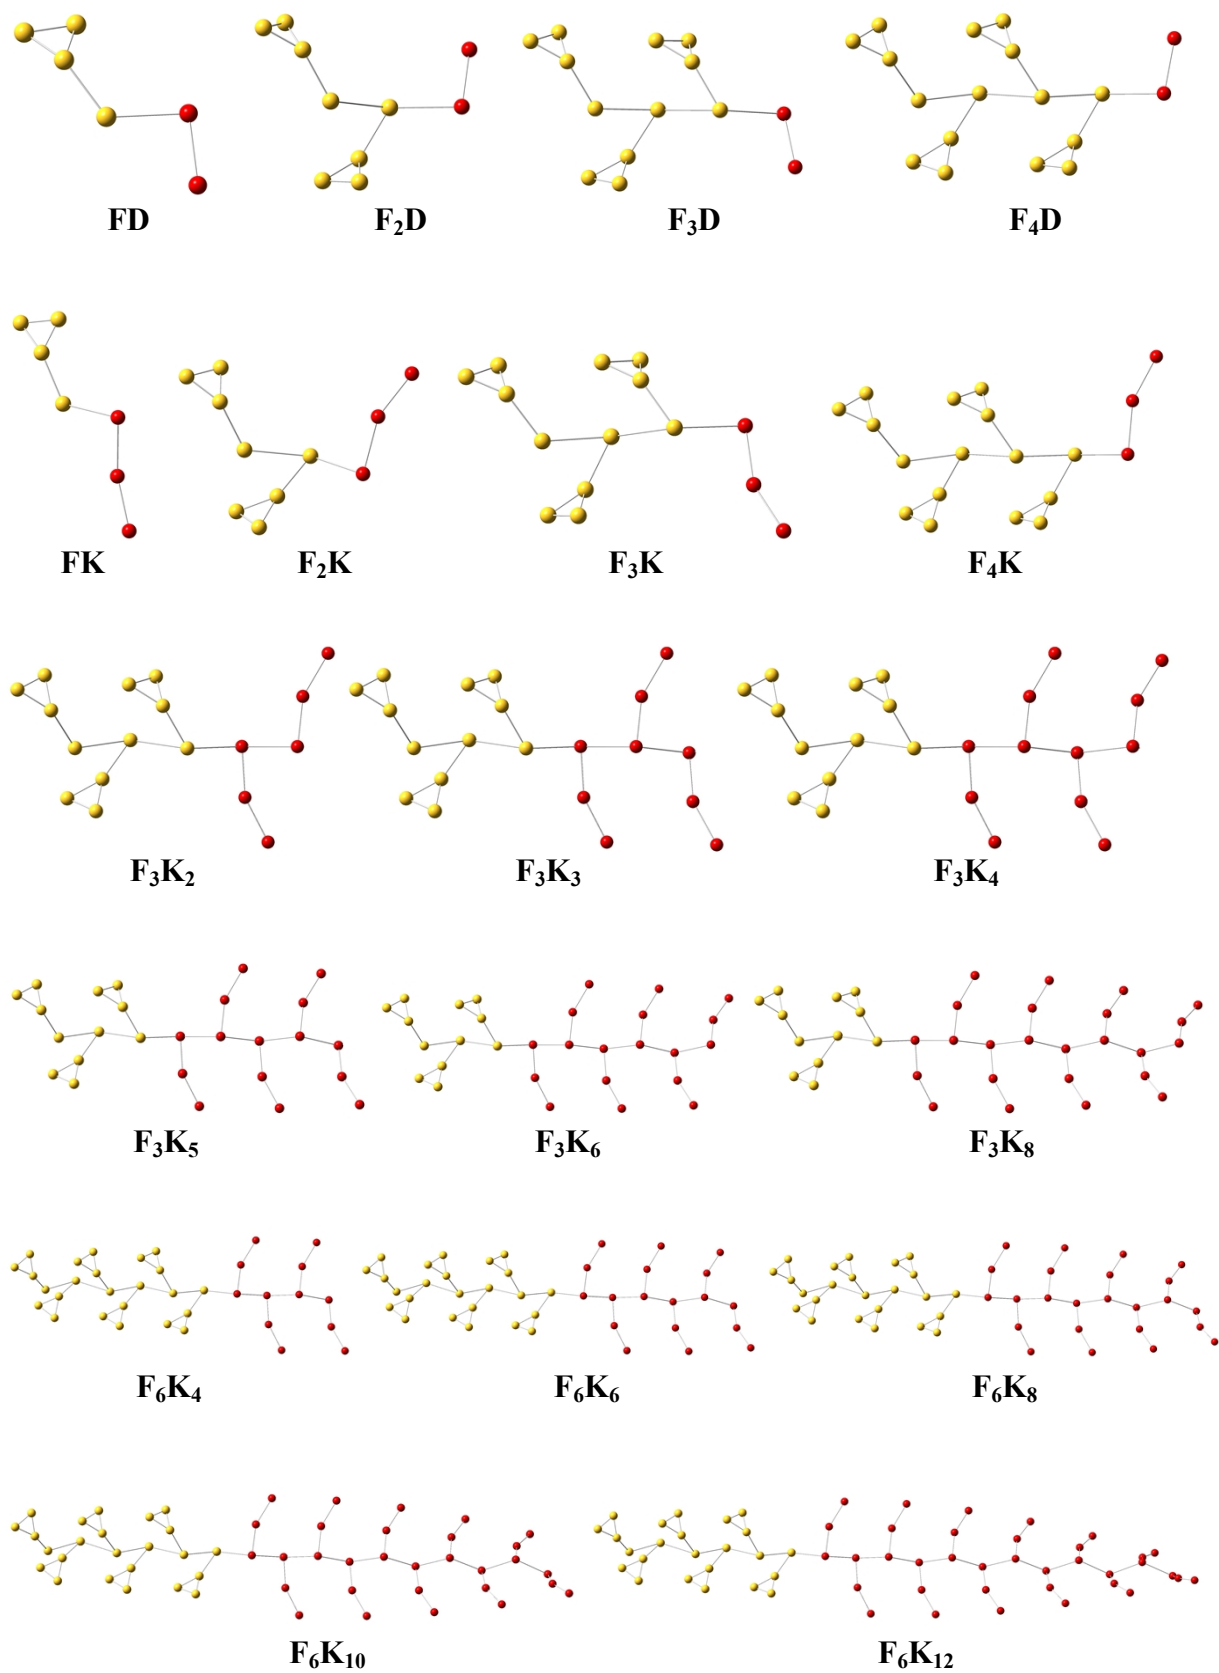 FD F₂D F₃D F₄D
FK F₂K F₃K F₄K
F₃K₂ F₃K₃ F₃K₄
F₃K₅ F₃K₆ F₃K₈
F₆K₄ F₆K₆ F₆K₈
F₆K₁₀ F₆K₁₂